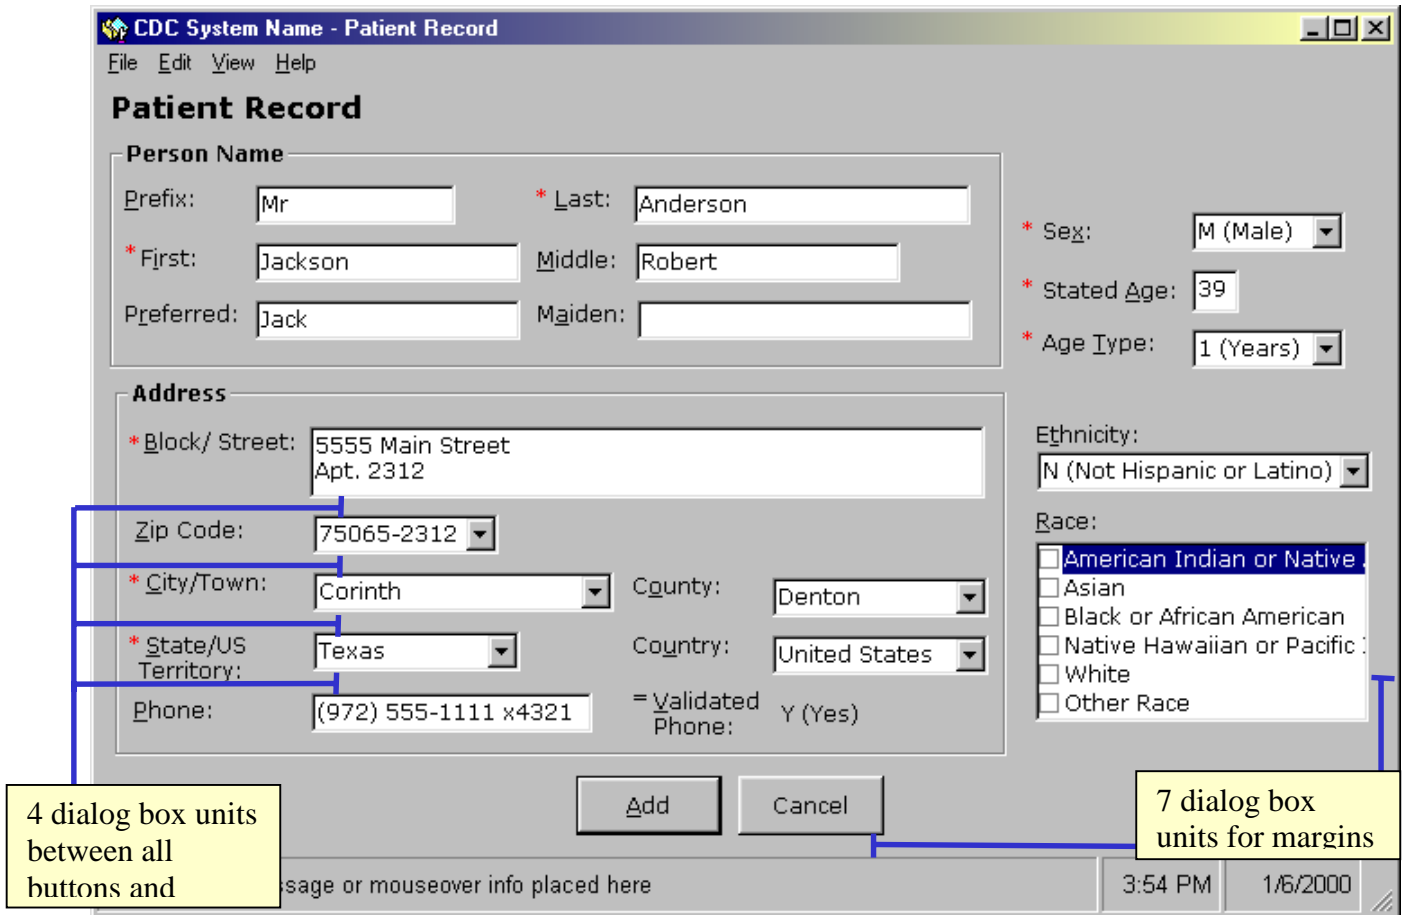 CDC System Name - Patient Record
File Edit View Help
Patient Record
Person Name
Prefix: Mr * Last: Anderson
* First: Jackson Middle: Robert
Preferred: Jack Maiden:
* Sex: M (Male)
* Stated Age: 39
* Age Type: 1 (Years)
Address
* Block/ Street: 5555 Main Street
Apt. 2312
Zip Code: 75065-2312
* City/Town: Corinth County: Denton
* State/US
Territory: Texas Country: United States
Phone: (972) 555-1111 x4321 = Validated
Phone: Y (Yes)
Ethnicity:
N (Not Hispanic or Latino)
Race:
American Indian or Native
Asian
Black or African American
Native Hawaiian or Pacific
White
Other Race
Add Cancel
4 dialog box units
between all
buttons and
7 dialog box
units for margins
ssage or mouseover info placed here 3:54 PM 1/6/2000